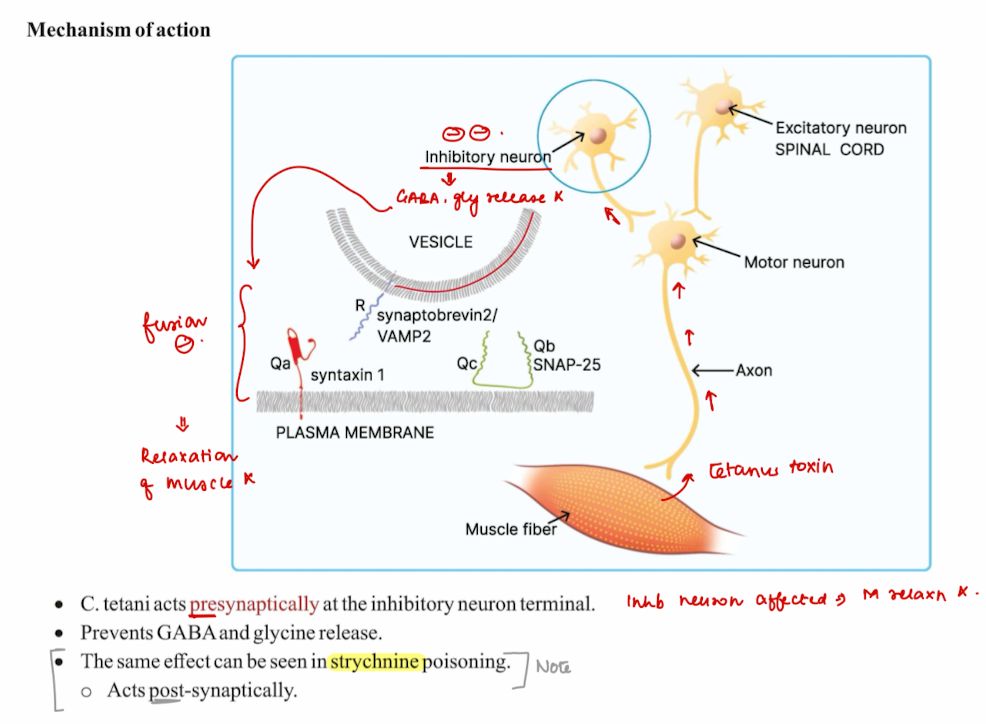 Mechanism of action
⊖ ⊖ .
Inhibitory neuron
⇓
GABA, gly release x
Excitatory neuron
SPINAL CORD
VESICLE
Motor neuron
R
synaptobrevin2/
VAMP2
fusion
⊖.
Qa
syntaxin 1
Qc
Qb
SNAP-25
Axon
PLASMA MEMBRANE
⇓
Relaxation
of muscle x
Tetanus toxin
Muscle fiber
• C. tetani acts presynaptically at the inhibitory neuron terminal. Inhb neuron affected → M relaxn x.
• Prevents GABA and glycine release.
• The same effect can be seen in strychnine poisoning. Note
o Acts post-synaptically.